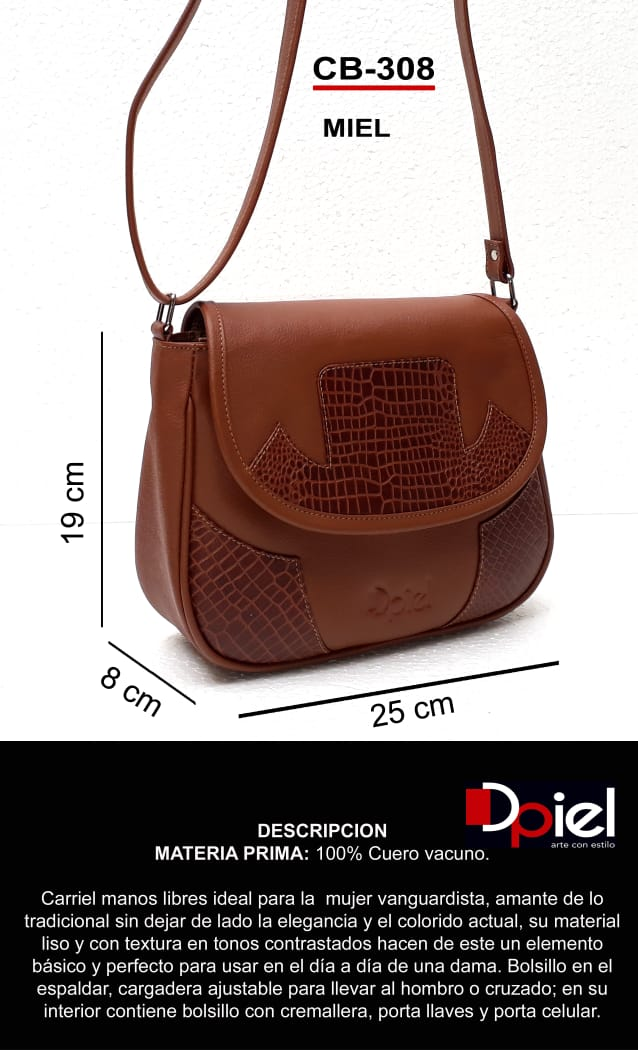 CB-308
MIEL
19 cm
Dpiel
8 cm
25 cm
Dpiel
arte con estilo
DESCRIPCION
MATERIA PRIMA: 100% Cuero vacuno.
Carriel manos libres ideal para la mujer vanguardista, amante de lo
tradicional sin dejar de lado la elegancia y el colorido actual, su material
liso y con textura en tonos contrastados hacen de este un elemento
básico y perfecto para usar en el día a día de una dama. Bolsillo en el
espaldar, cargadera ajustable para llevar al hombro o cruzado; en su
interior contiene bolsillo con cremallera, porta llaves y porta celular.